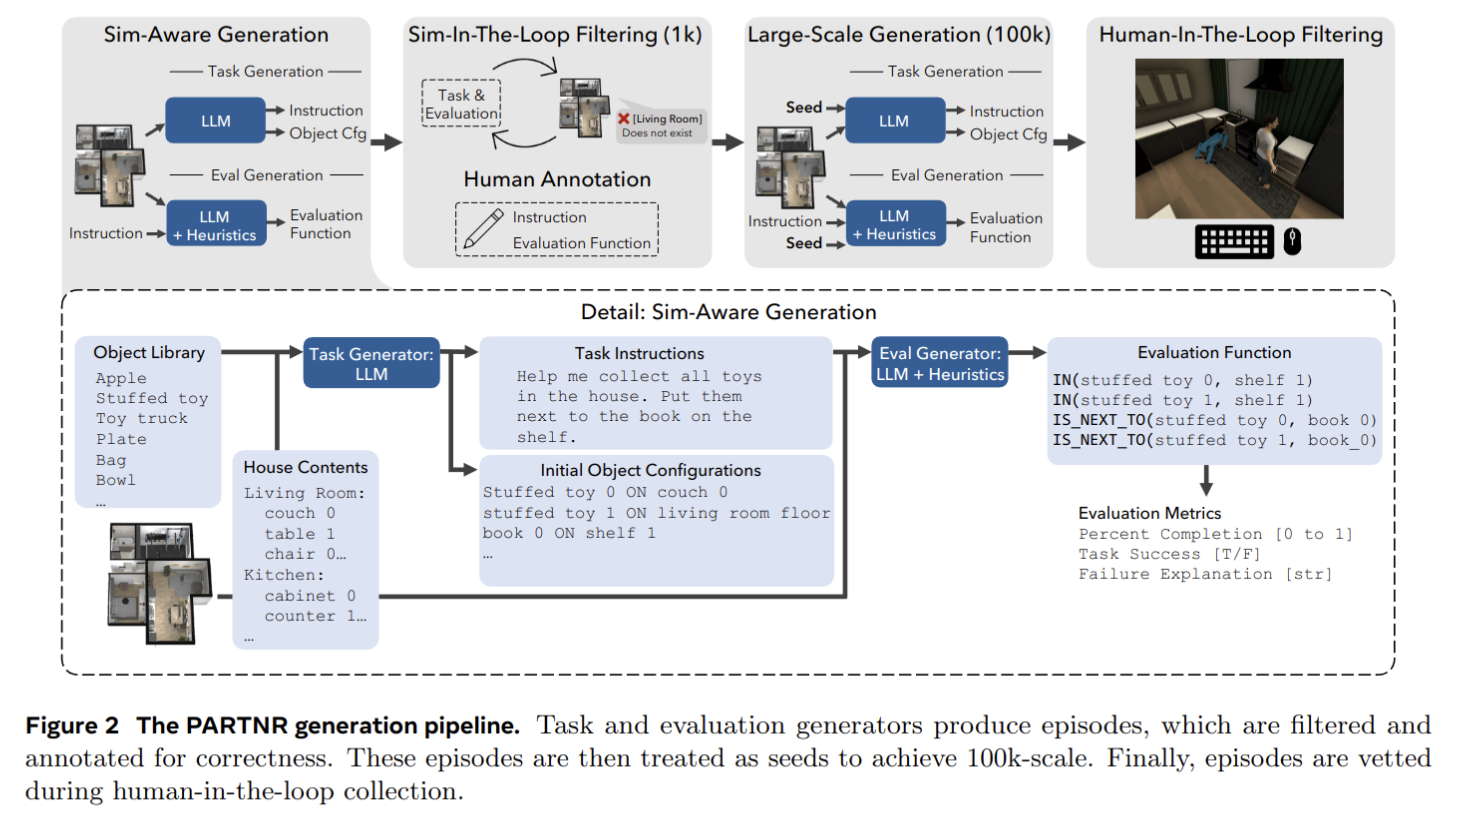 Sim-Aware Generation
Task Generation
LLM
Instruction
Object Cfg
Eval Generation
Instruction
LLM
+ Heuristics
Evaluation
Function
Sim-In-The-Loop Filtering (1k)
Task &
Evaluation
[Living Room]
Does not exist
Human Annotation
Instruction
Evaluation Function
Large-Scale Generation (100k)
Task Generation
Seed
LLM
Instruction
Object Cfg
Eval Generation
Instruction
Seed
LLM
+ Heuristics
Evaluation
Function
Human-In-The-Loop Filtering
Detail: Sim-Aware Generation
Object Library
Apple
Stuffed toy
Toy truck
Plate
Bag
Bowl
…
House Contents
Living Room:
couch 0
table 1
chair 0…
Kitchen:
cabinet 0
counter 1…
…
Task Generator:
LLM
Task Instructions
Help me collect all toys
in the house. Put them
next to the book on the
shelf.
Initial Object Configurations
Stuffed toy 0 ON couch 0
stuffed toy 1 ON living room floor
book 0 ON shelf 1
…
Eval Generator:
LLM + Heuristics
Evaluation Function
IN(stuffed toy 0, shelf 1)
IN(stuffed toy 1, shelf 1)
IS_NEXT_TO(stuffed toy 0, book 0)
IS_NEXT_TO(stuffed toy 1, book_0)
Evaluation Metrics
Percent Completion [0 to 1]
Task Success [T/F]
Failure Explanation [str]
Figure 2 The PARTNR generation pipeline. Task and evaluation generators produce episodes, which are filtered and
annotated for correctness. These episodes are then treated as seeds to achieve 100k-scale. Finally, episodes are vetted
during human-in-the-loop collection.